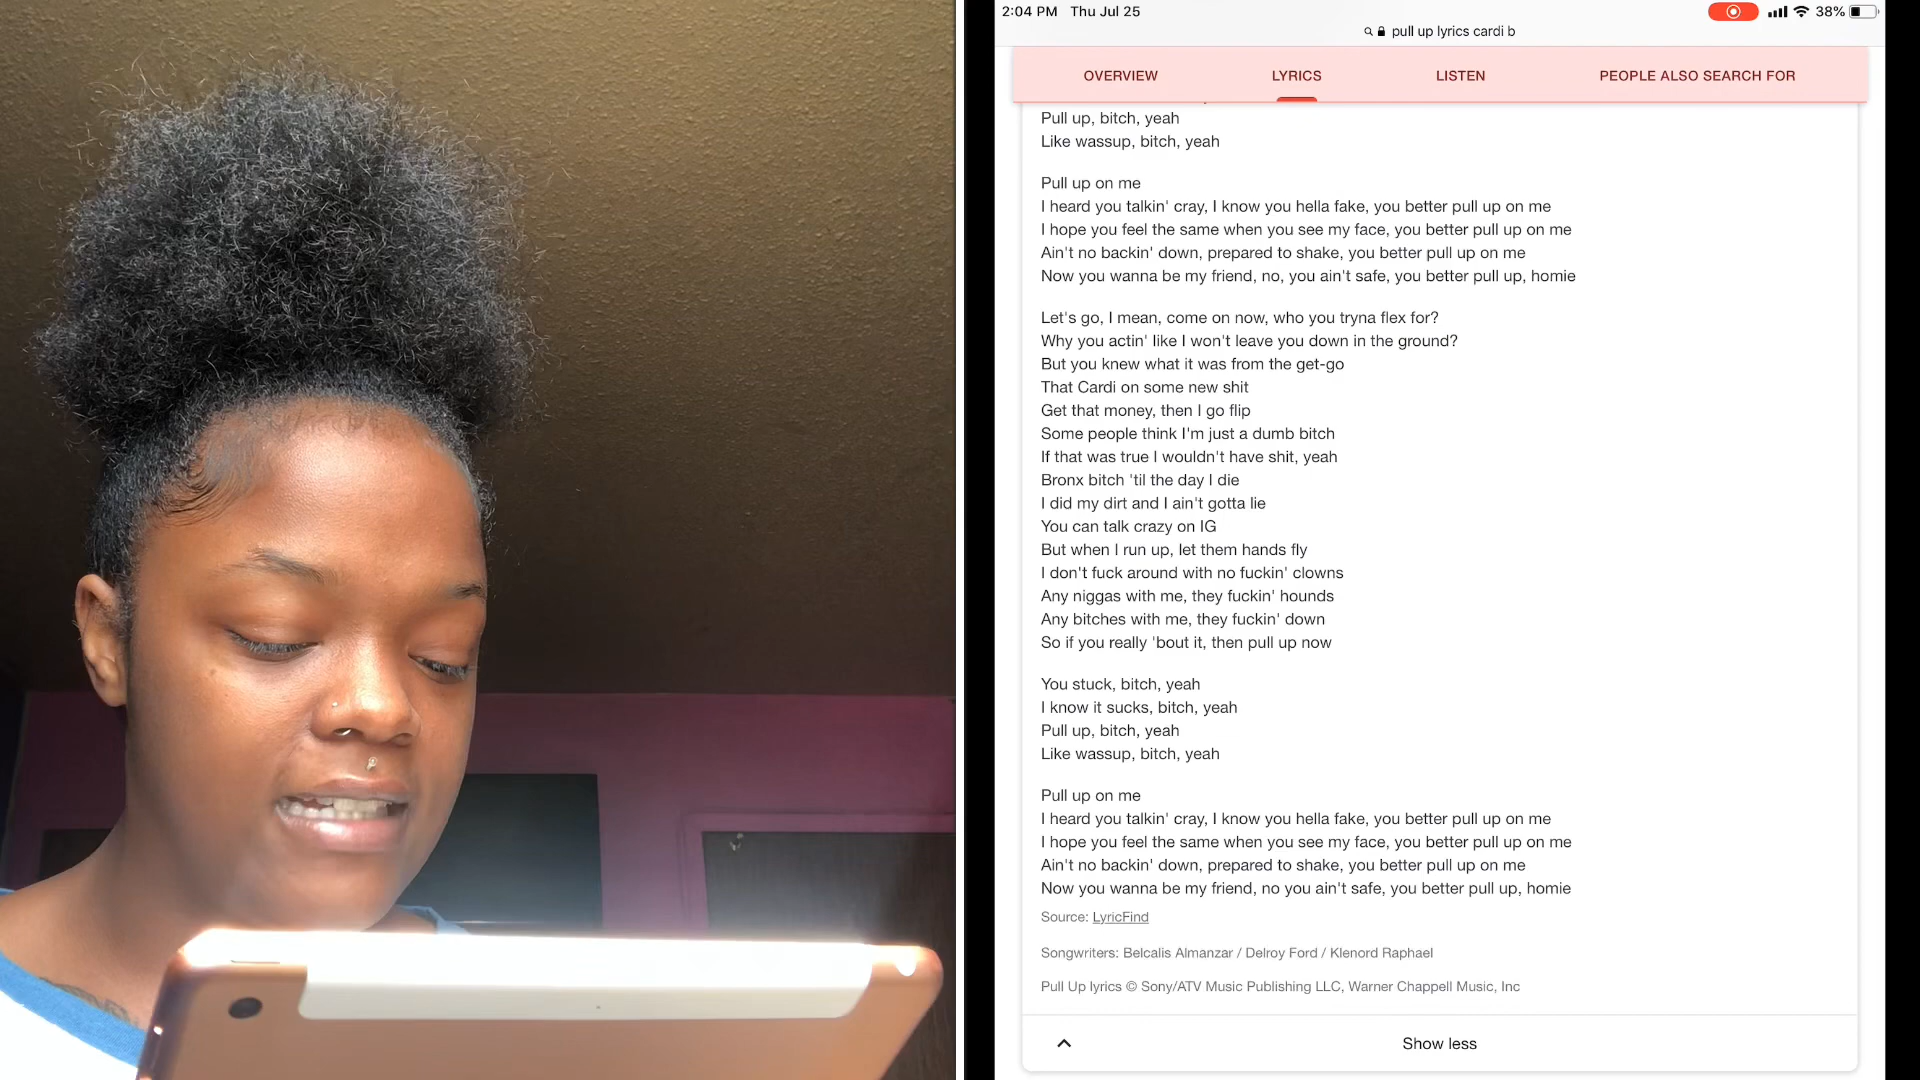 2:04 PM Thu Jul 25
38%
pull up lyrics cardi b
OVERVIEW LYRICS LISTEN PEOPLE ALSO SEARCH FOR
Pull up, bitch, yeah
Like wassup, bitch, yeah
Pull up on me
I heard you talkin' cray, I know you hella fake, you better pull up on me
I hope you feel the same when you see my face, you better pull up on me
Ain't no backin' down, prepared to shake, you better pull up on me
Now you wanna be my friend, no, you ain't safe, you better pull up, homie
Let's go, I mean, come on now, who you tryna flex for?
Why you actin' like I won't leave you down in the ground?
But you knew what it was from the get-go
That Cardi on some new shit
Get that money, then I go flip
Some people think I'm just a dumb bitch
If that was true I wouldn't have shit, yeah
Bronx bitch 'til the day I die
I did my dirt and I ain't gotta lie
You can talk crazy on IG
But when I run up, let them hands fly
I don't fuck around with no fuckin' clowns
Any niggas with me, they fuckin' hounds
Any bitches with me, they fuckin' down
So if you really 'bout it, then pull up now
You stuck, bitch, yeah
I know it sucks, bitch, yeah
Pull up, bitch, yeah
Like wassup, bitch, yeah
Pull up on me
I heard you talkin' cray, I know you hella fake, you better pull up on me
I hope you feel the same when you see my face, you better pull up on me
Ain't no backin' down, prepared to shake, you better pull up on me
Now you wanna be my friend, no you ain't safe, you better pull up, homie
Source: LyricFind
Songwriters: Belcalis Almanzar / Delroy Ford / Klenord Raphael
Pull Up lyrics © Sony/ATV Music Publishing LLC, Warner Chappell Music, Inc
Show less